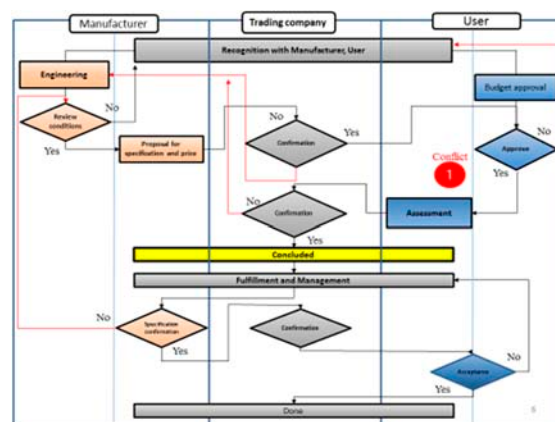 Manufacturer
Trading company
User
Recognition with Manufacturer, User
Engineering
Budget approval
Review
conditions
No
Proposal for
specification and price
Yes
No
Confirmation
Yes
No
Approve
Yes
Conflict
1
No
Confirmation
Assessment
Yes
Concluded
Fulfillment and Management
No
Specification
confirmation
Yes
Confirmation
Acceptance
No
Yes
Done
8